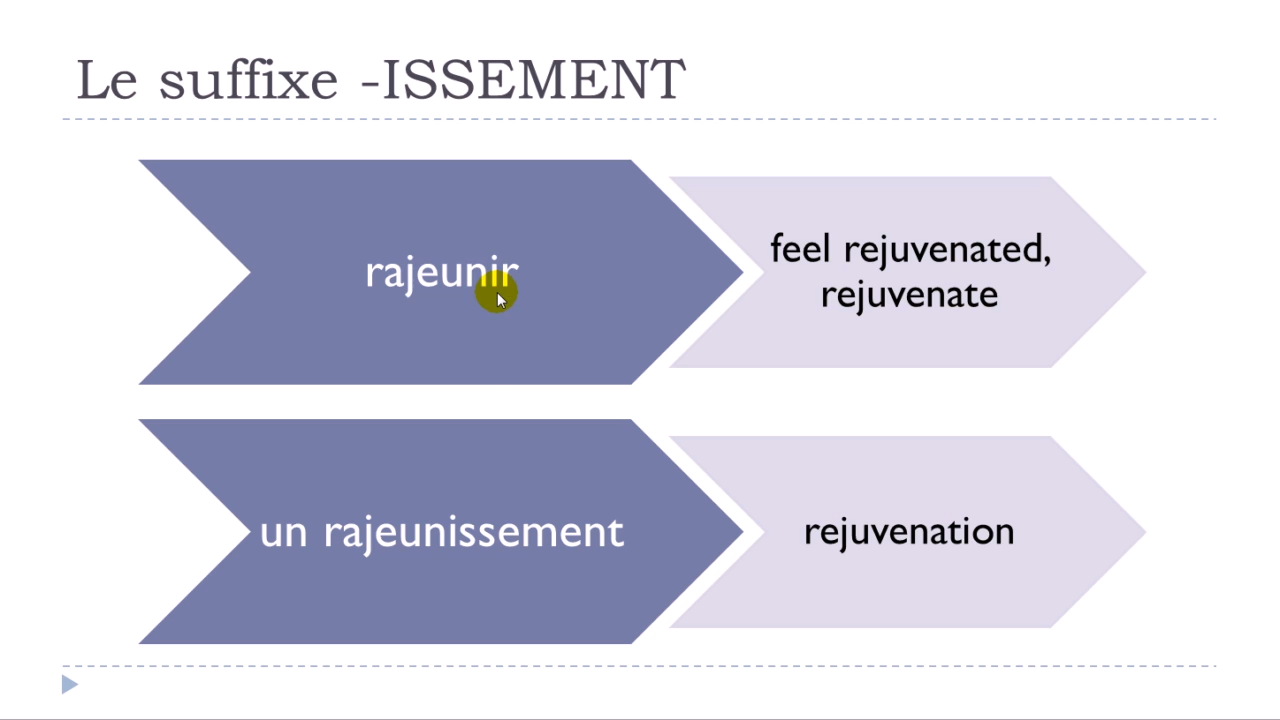 Le suffixe -ISSEMENT
rajeunir
feel rejuvenated,
rejuvenate
un rajeunissement
rejuvenation